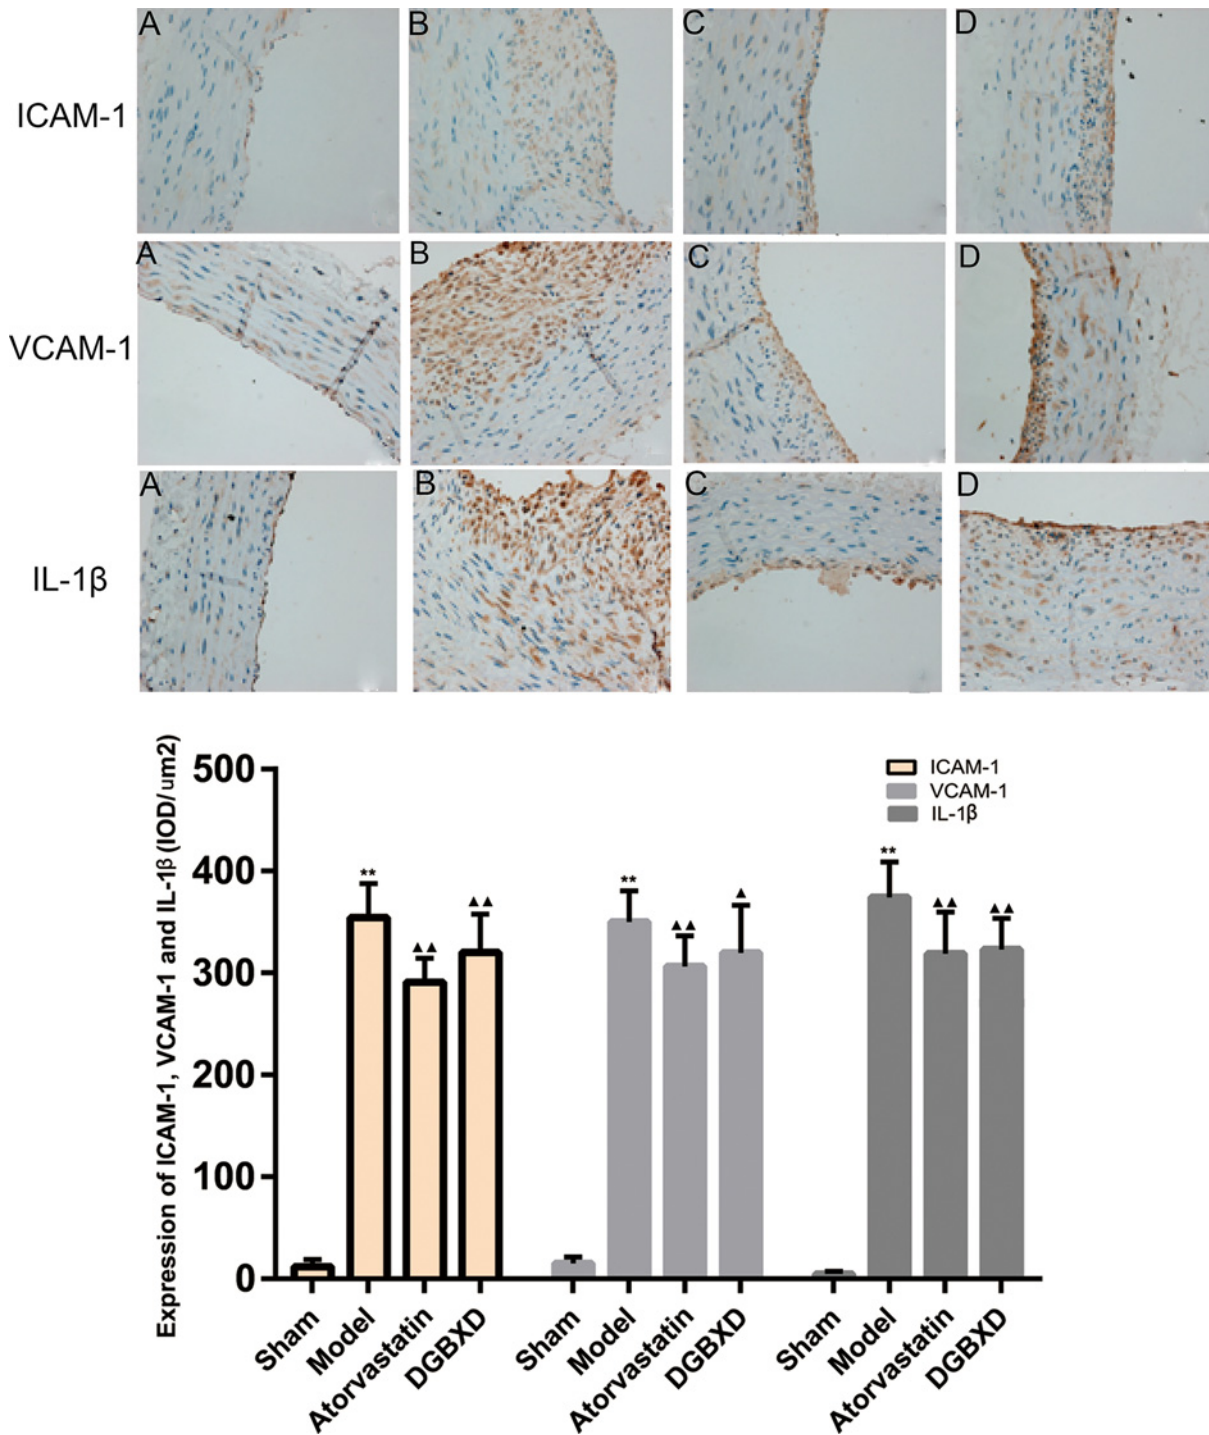 A B C D
ICAM-1
A B C D
VCAM-1
A B C D
IL-1β
Expression of ICAM-1, VCAM-1 and IL-1β (IOD/um2)
500
400
300
200
100
0
ICAM-1
VCAM-1
IL-1β
** ▲▲ ▲▲ ** ▲▲ ▲ ** ▲▲ ▲▲
Sham Model Atorvastatin DGBXD Sham Model Atorvastatin DGBXD Sham Model Atorvastatin DGBXD